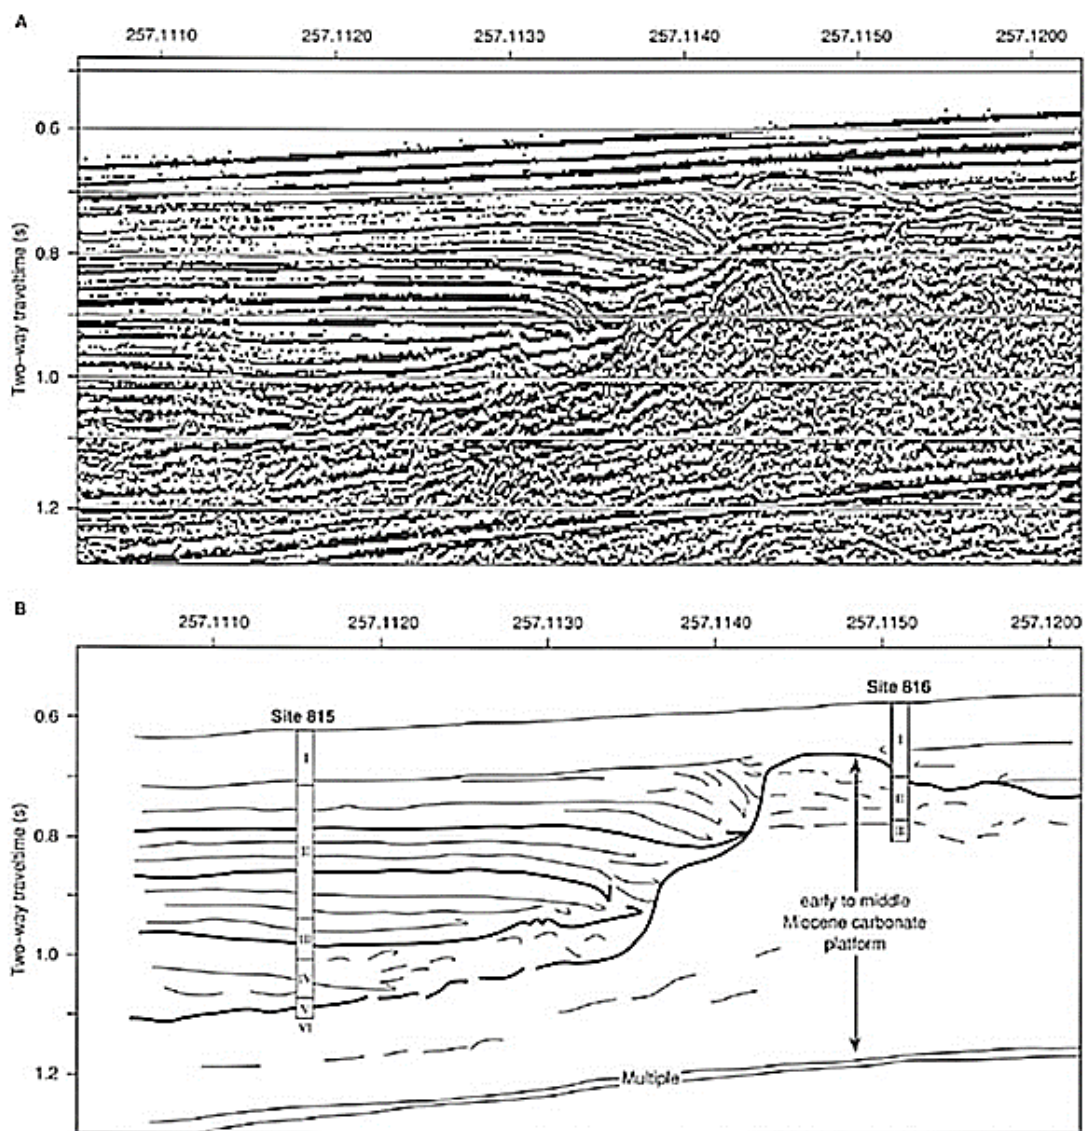 A
257.1110 257.1120 257.1130 257.1140 257.1150 257.1200
0.6
0.8
Two-way traveltime (s)
1.0
1.2
B
257.1110 257.1120 257.1130 257.1140 257.1150 257.1200
Site 816
0.6
Site 815
I
I
II
II
III
0.8
Two-way traveltime (s)
early to middle
Miocene carbonate
platform
III
1.0
IV
V
VI
1.2
Multiple